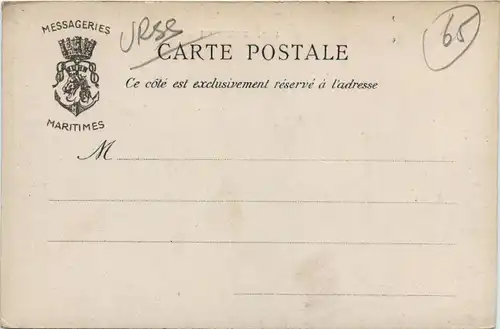 MESSAGERIES
MARITIMES
URSS
65
CARTE POSTALE
Ce côté est exclusivement réservé à l'adresse
M